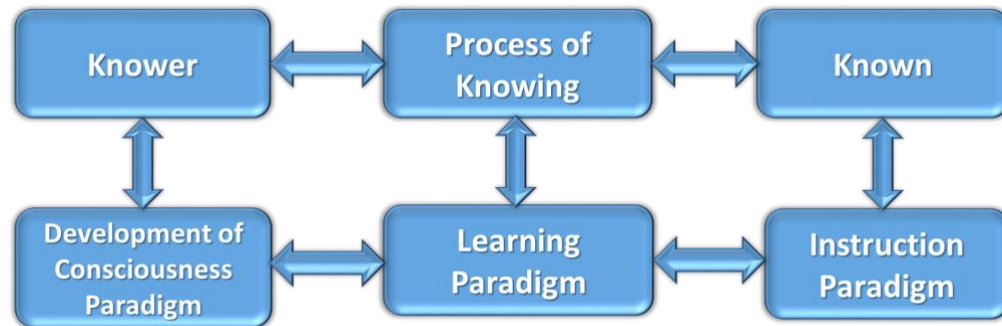 Knower
Process of
Knowing
Known
Development of
Consciousness
Paradigm
Learning
Paradigm
Instruction
Paradigm